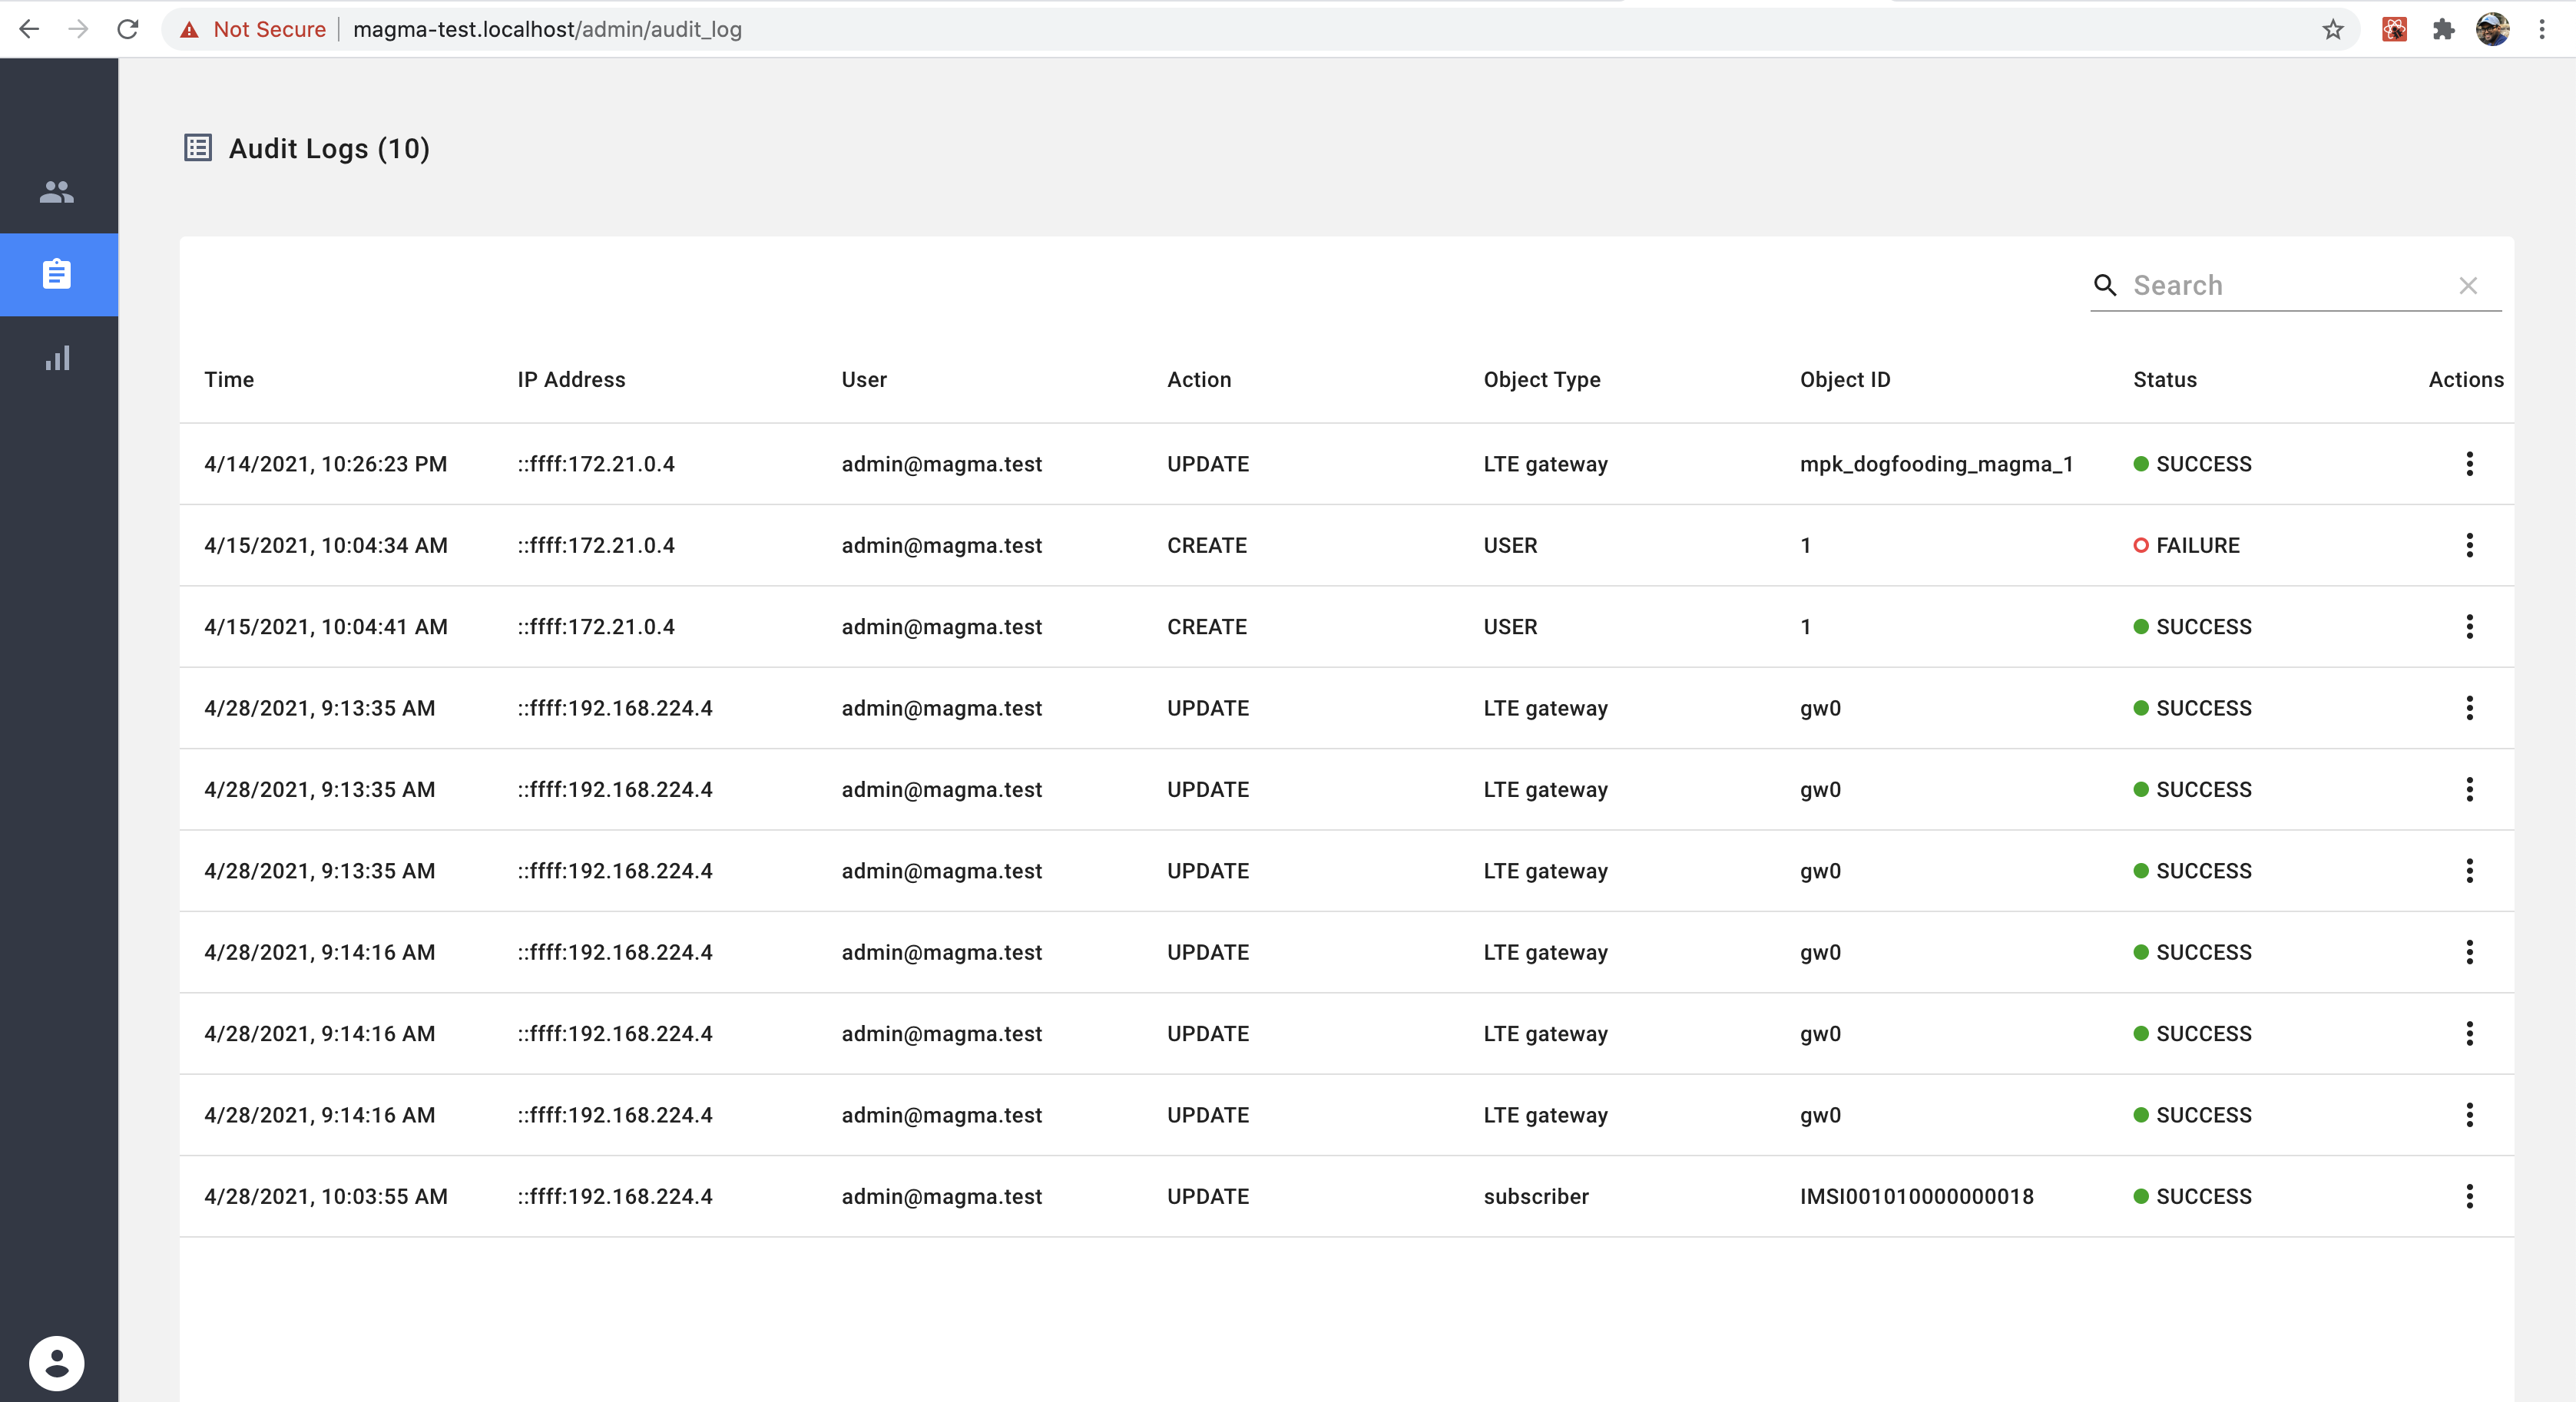 Not Secure | magma-test.localhost/admin/audit_log
Audit Logs (10)
Search
Time IP Address User Action Object Type Object ID Status Actions
4/14/2021, 10:26:23 PM ::ffff:172.21.0.4 admin@magma.test UPDATE LTE gateway mpk_dogfooding_magma_1 SUCCESS
4/15/2021, 10:04:34 AM ::ffff:172.21.0.4 admin@magma.test CREATE USER 1 FAILURE
4/15/2021, 10:04:41 AM ::ffff:172.21.0.4 admin@magma.test CREATE USER 1 SUCCESS
4/28/2021, 9:13:35 AM ::ffff:192.168.224.4 admin@magma.test UPDATE LTE gateway gw0 SUCCESS
4/28/2021, 9:13:35 AM ::ffff:192.168.224.4 admin@magma.test UPDATE LTE gateway gw0 SUCCESS
4/28/2021, 9:13:35 AM ::ffff:192.168.224.4 admin@magma.test UPDATE LTE gateway gw0 SUCCESS
4/28/2021, 9:14:16 AM ::ffff:192.168.224.4 admin@magma.test UPDATE LTE gateway gw0 SUCCESS
4/28/2021, 9:14:16 AM ::ffff:192.168.224.4 admin@magma.test UPDATE LTE gateway gw0 SUCCESS
4/28/2021, 9:14:16 AM ::ffff:192.168.224.4 admin@magma.test UPDATE LTE gateway gw0 SUCCESS
4/28/2021, 10:03:55 AM ::ffff:192.168.224.4 admin@magma.test UPDATE subscriber IMSI001010000000018 SUCCESS